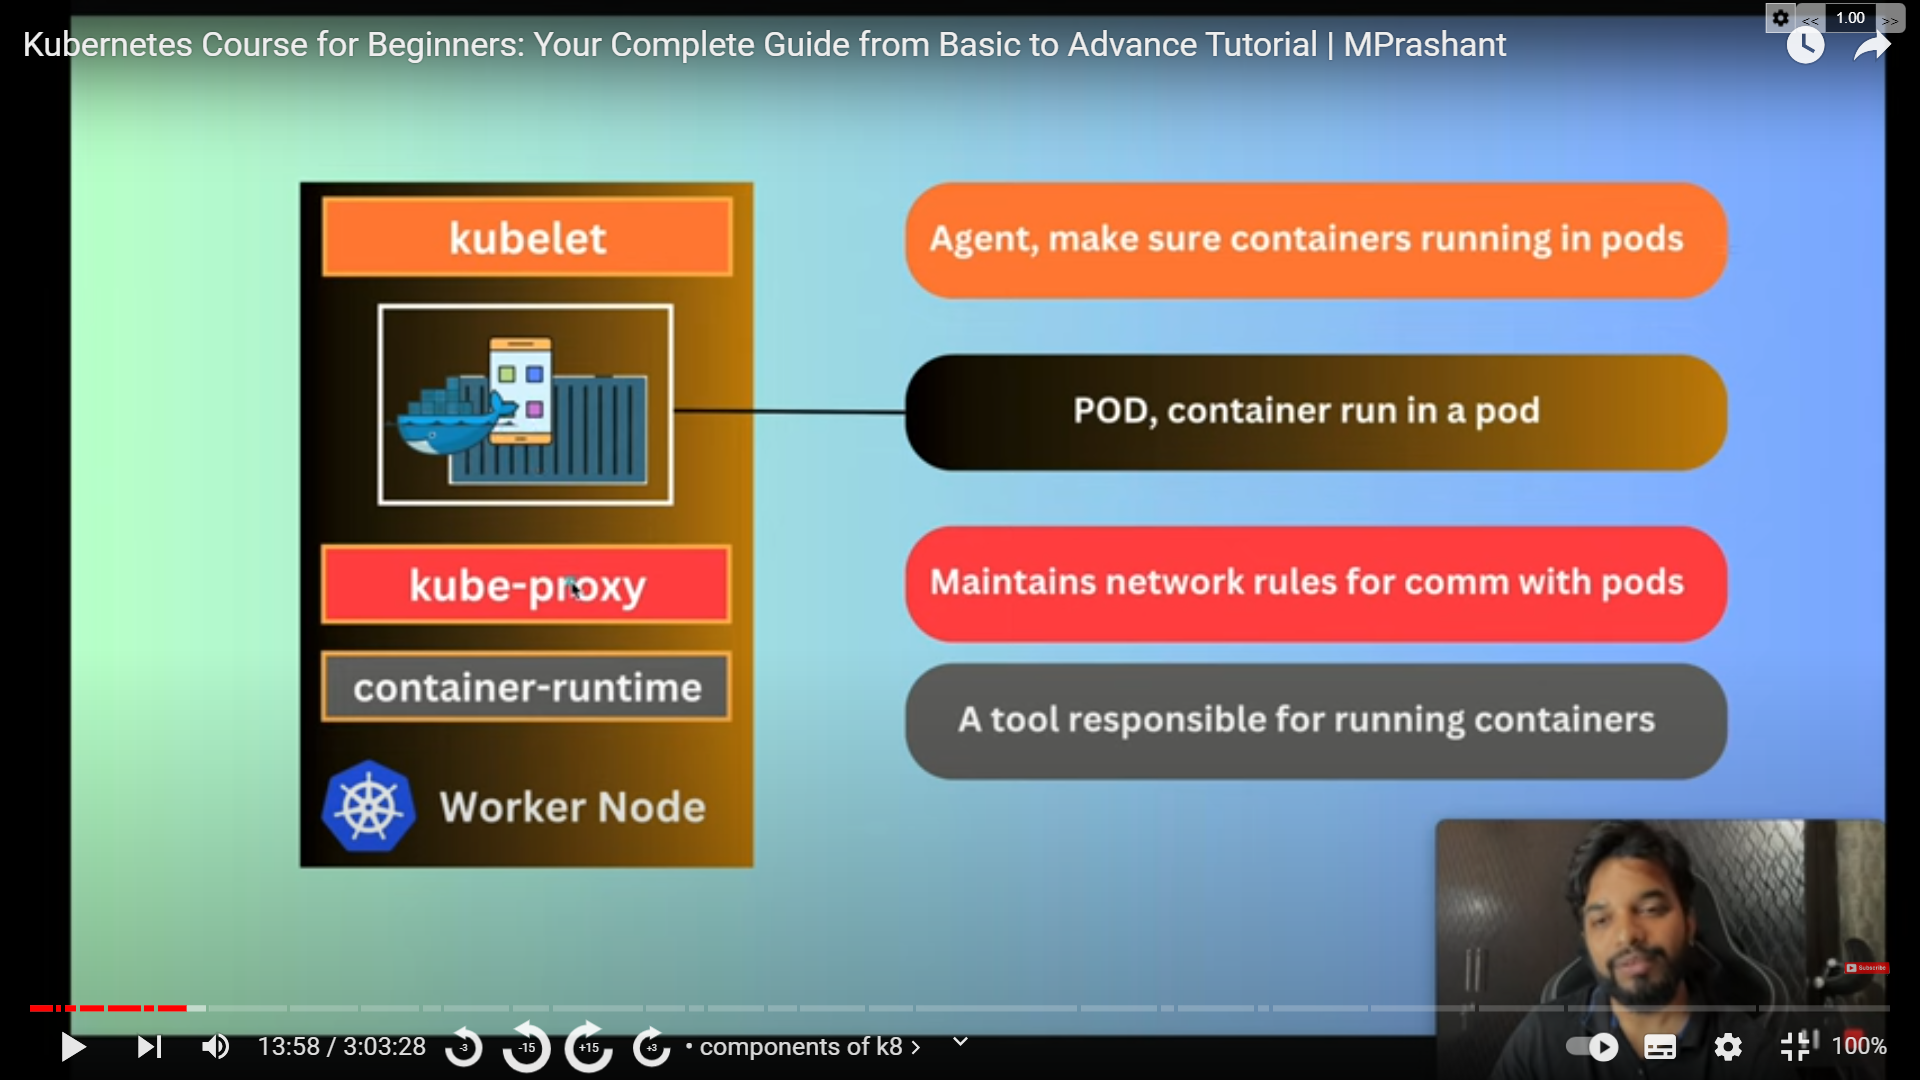 Kubernetes Course for Beginners: Your Complete Guide from Basic to Advance Tutorial | MPrashant
<< 1.00 >>
kubelet
Agent, make sure containers running in pods
POD, container run in a pod
kube-proxy
Maintains network rules for comm with pods
container-runtime
A tool responsible for running containers
Worker Node
Subscribe
13:58 / 3:03:28
-3
-15
+15
+3
• components of k8 >
100%